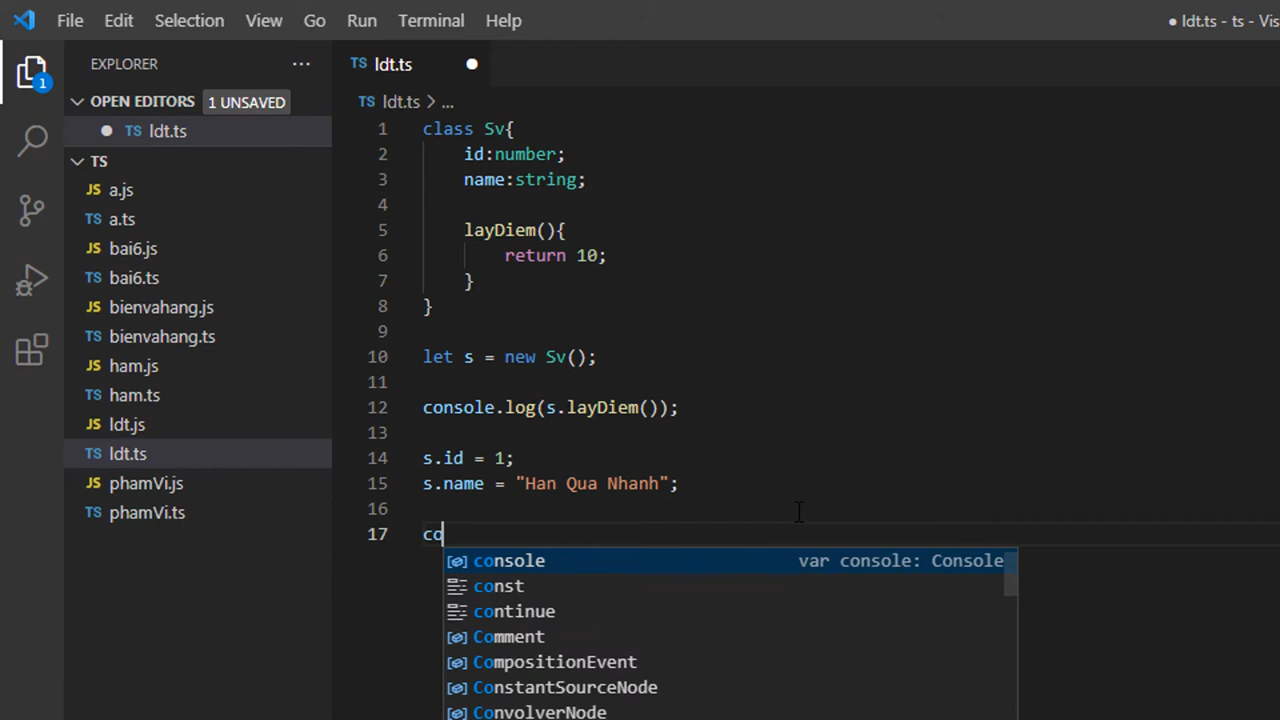 File Edit Selection View Go Run Terminal Help ● ldt.ts - ts - Vis
EXPLORER ···
OPEN EDITORS 1 UNSAVED
● TS ldt.ts
TS
JS a.js
TS a.ts
JS bai6.js
TS bai6.ts
JS bienvahang.js
TS bienvahang.ts
JS ham.js
TS ham.ts
JS ldt.js
TS ldt.ts
JS phamVi.js
TS phamVi.ts
1
TS ldt.ts ●
TS ldt.ts > ...
1 class Sv{
2 id:number;
3 name:string;
4
5 layDiem(){
6 return 10;
7 }
8 }
9
10 let s = new Sv();
11
12 console.log(s.layDiem());
13
14 s.id = 1;
15 s.name = "Han Qua Nhanh";
16
17 co
console var console: Console
const
continue
Comment
CompositionEvent
ConstantSourceNode
ConvolverNode